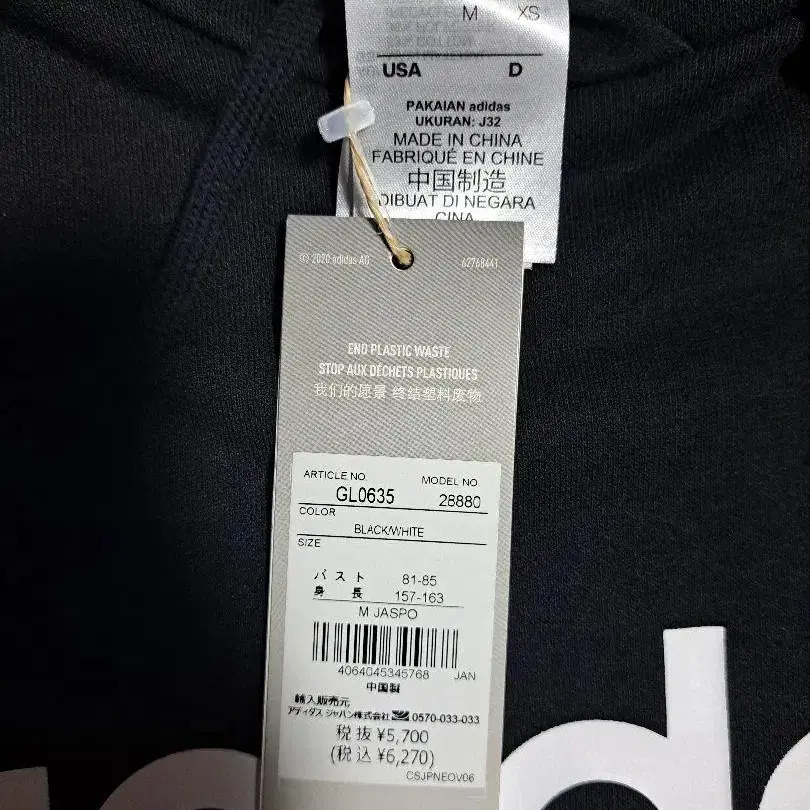 M XS
USA D
PAKAIAN adidas
UKURAN: J32
MADE IN CHINA
FABRIQUÉ EN CHINE
中国制造
DIBUAT DI NEGARA
CINA
© 2020 adidas AG 62768441
END PLASTIC WASTE
STOP AUX DÉCHETS PLASTIQUES
我们的愿景 终结塑料废物
ARTICLE NO. MODEL NO
GL0635 28880
COLOR
BLACK/WHITE
SIZE
バスト 81-85
身長 157-163
M JASPO
4064045345768 JAN
中国製
輸入販売元
アディダス ジャパン株式会社 0570-033-033
税抜 ¥5,700
(税込 ¥6,270)
CSJPNEOV06